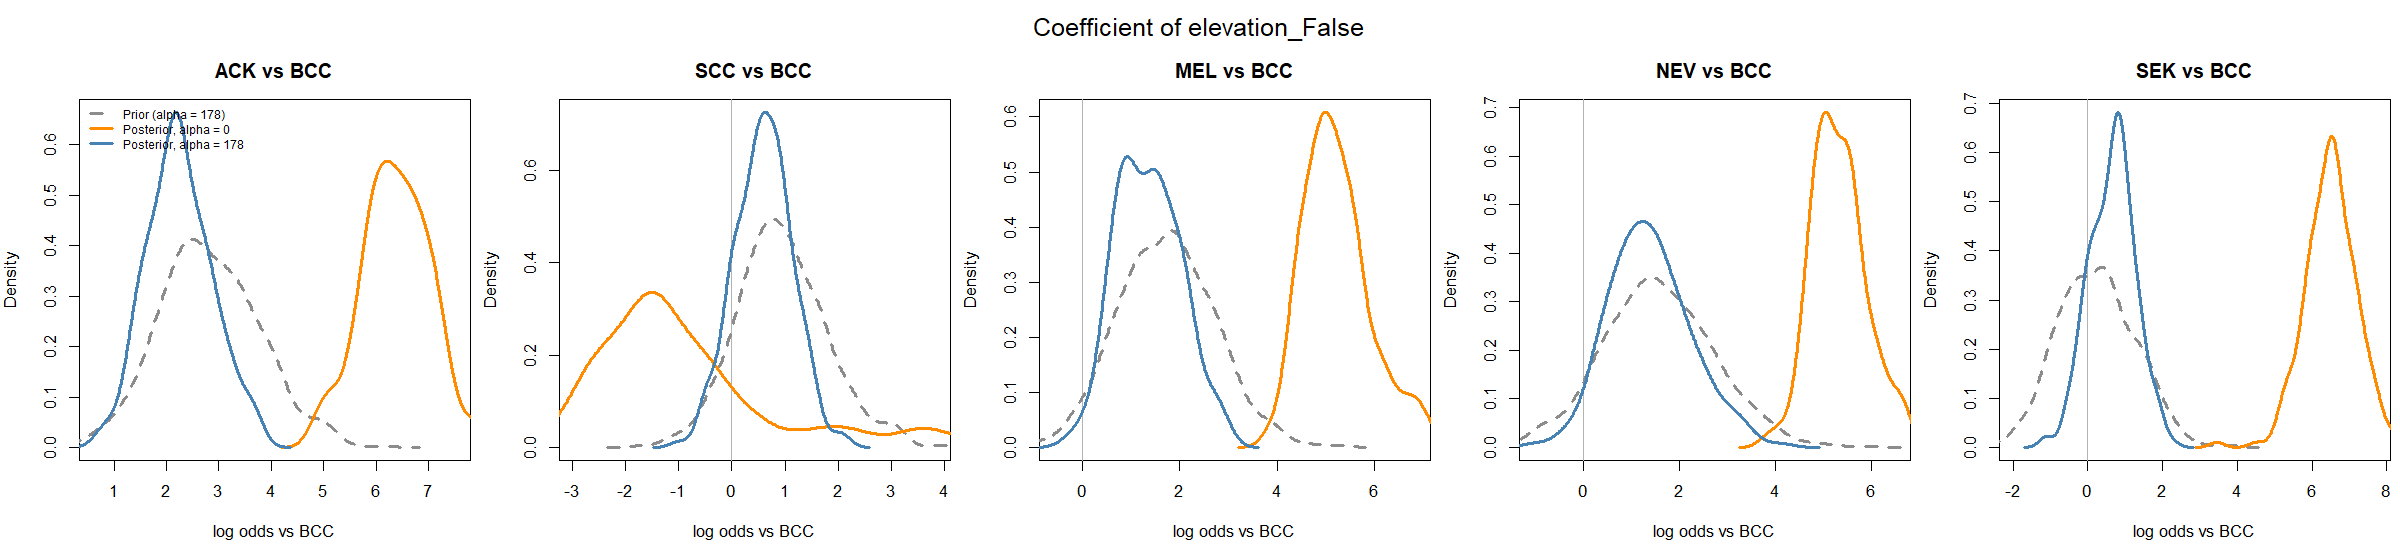 Coefficient of elevation_False
ACK vs BCC
Prior (alpha = 178)
Posterior, alpha = 0
Posterior, alpha = 178
Density
0.0 0.1 0.2 0.3 0.4 0.5 0.6
1 2 3 4 5 6 7
log odds vs BCC
SCC vs BCC
Density
0.0 0.2 0.4 0.6
-3 -2 -1 0 1 2 3 4
log odds vs BCC
MEL vs BCC
Density
0.0 0.1 0.2 0.3 0.4 0.5 0.6
0 2 4 6
log odds vs BCC
NEV vs BCC
Density
0.0 0.1 0.2 0.3 0.4 0.5 0.6 0.7
0 2 4 6
log odds vs BCC
SEK vs BCC
Density
0.0 0.1 0.2 0.3 0.4 0.5 0.6 0.7
-2 0 2 4 6 8
log odds vs BCC